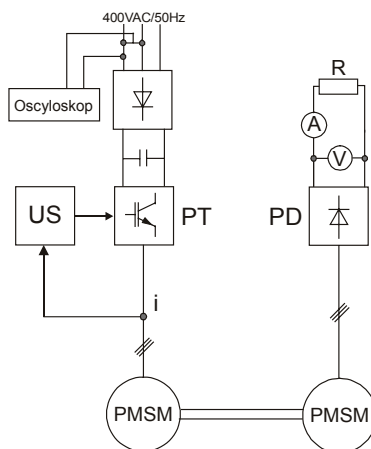 400VAC/50Hz
R
Oscyloskop
A
V
US
PT
PD
i
PMSM
PMSM